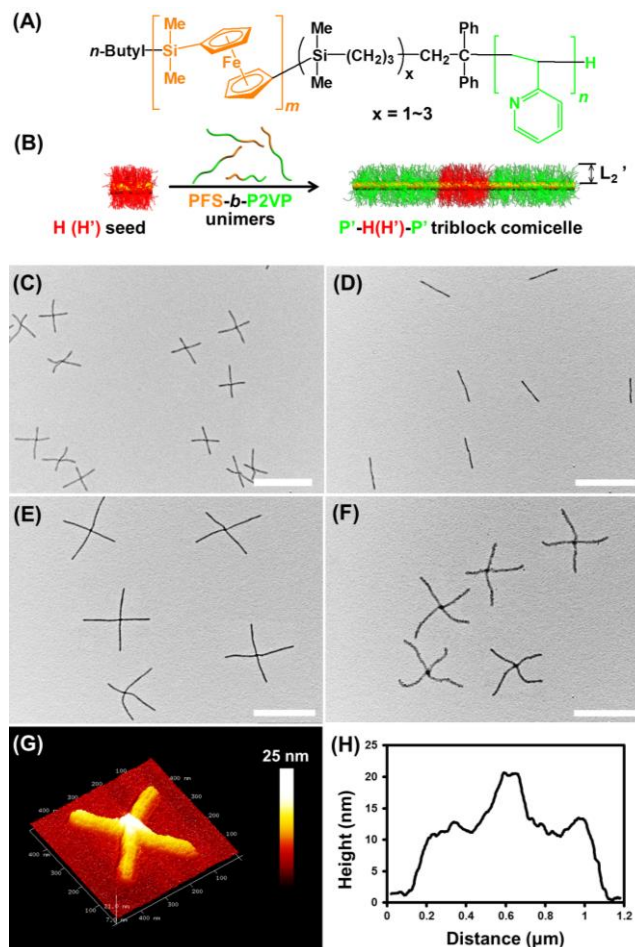 (A)
n-Butyl
Me
Si
Me
Fe
m
Me
Si
Me
(CH2)3
x
CH2
Ph
C
Ph
N
n
H
x = 1~3
(B)
H (H') seed
PFS-b-P2VP
unimers
L2'
P'-H(H')-P' triblock comicelle
(C)
(D)
(E)
(F)
(G)
25 nm
(H)
Height (nm)
25
20
15
10
5
0
0
0.2
0.4
0.6
0.8
1
1.2
Distance (µm)